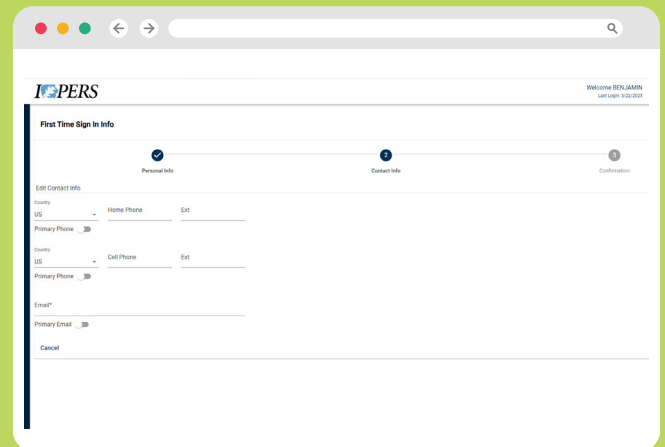 IPERS
Welcome BENJAMIN
Last Login: 3/22/2023
First Time Sign In Info
2
3
Personal Info
Contact Info
Confirmation
Edit Contact Info
Country
US
Home Phone
Ext
Primary Phone
Country
US
Cell Phone
Ext
Primary Phone
Email*
Primary Email
Cancel